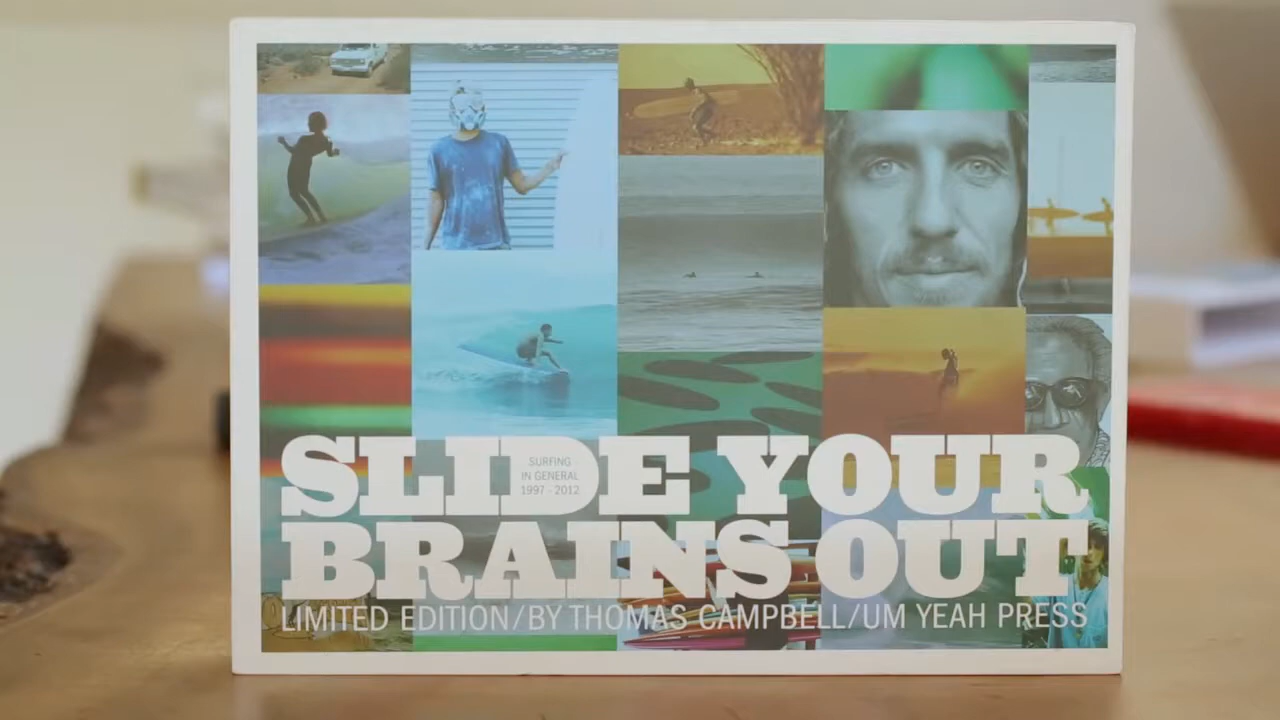 SLIDE YOUR
SURFING
IN GENERAL
1997 - 2012
BRAINS OUT
LIMITED EDITION/BY THOMAS CAMPBELL/UM YEAH PRESS